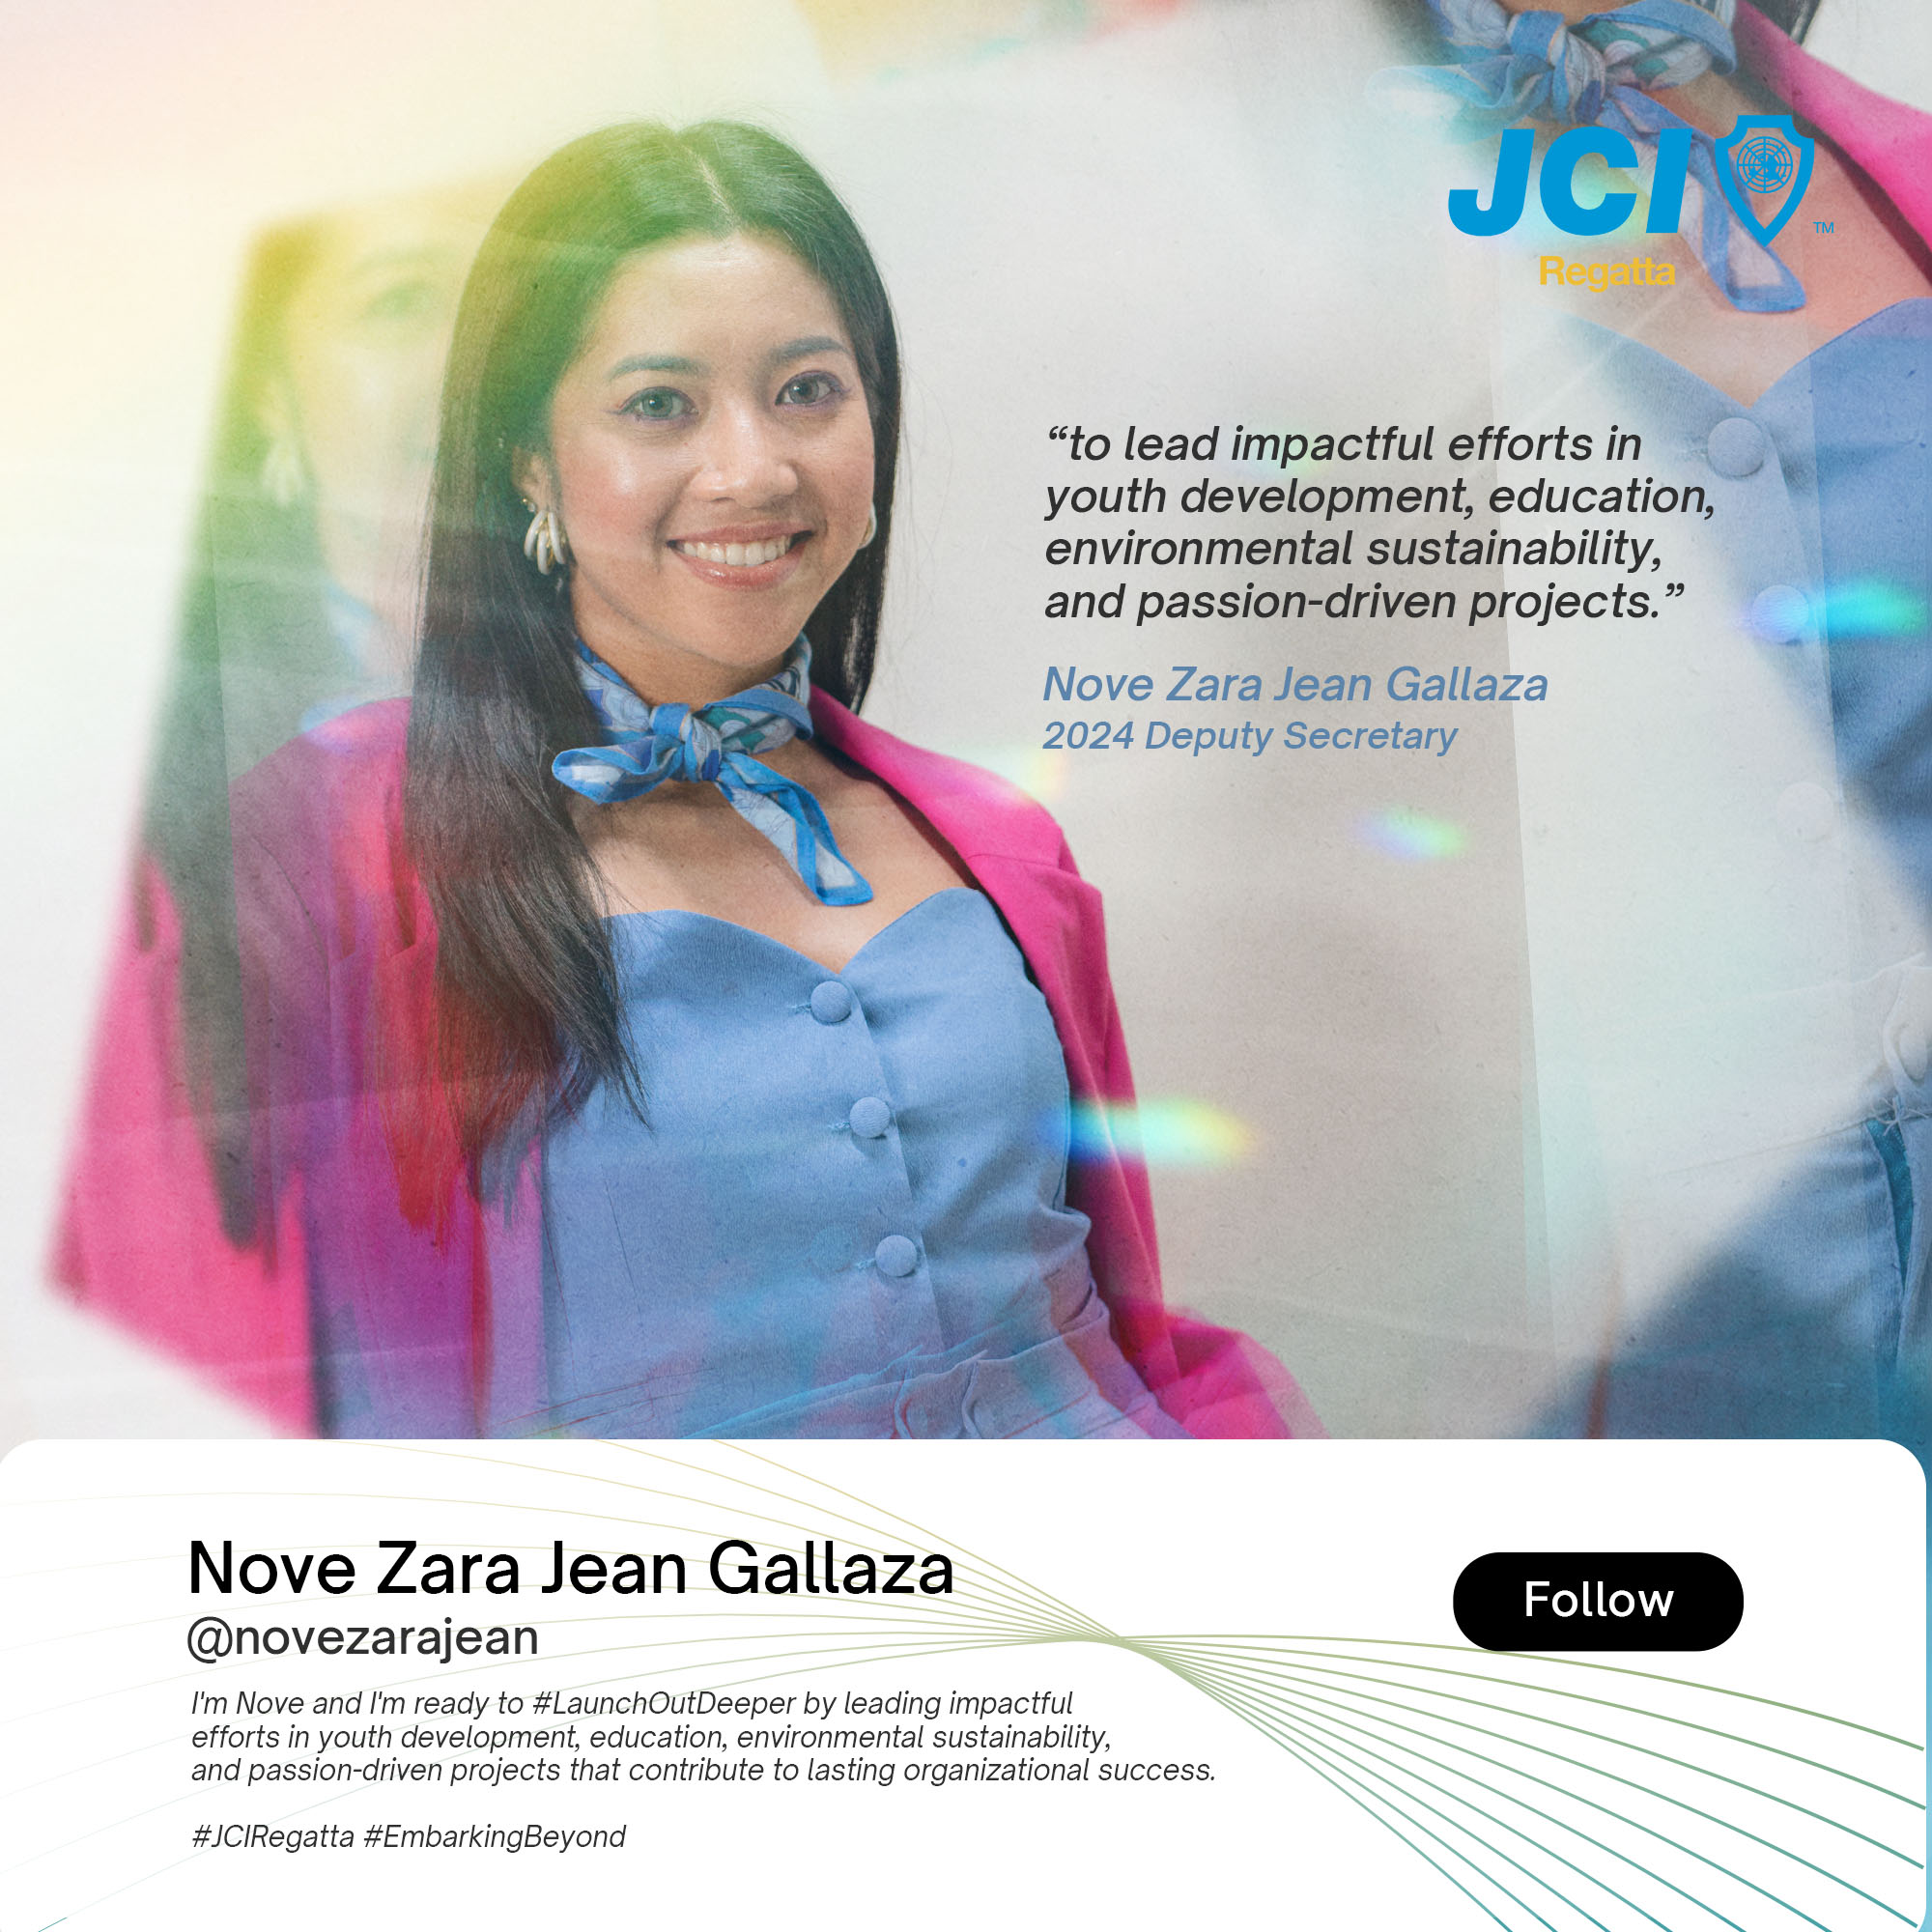 JCI
TM
Regatta
“to lead impactful efforts in
youth development, education,
environmental sustainability,
and passion-driven projects.”
Nove Zara Jean Gallaza
2024 Deputy Secretary
Nove Zara Jean Gallaza
@novezarajean
Follow
I'm Nove and I'm ready to #LaunchOutDeeper by leading impactful
efforts in youth development, education, environmental sustainability,
and passion-driven projects that contribute to lasting organizational success.
#JCIRegatta #EmbarkingBeyond